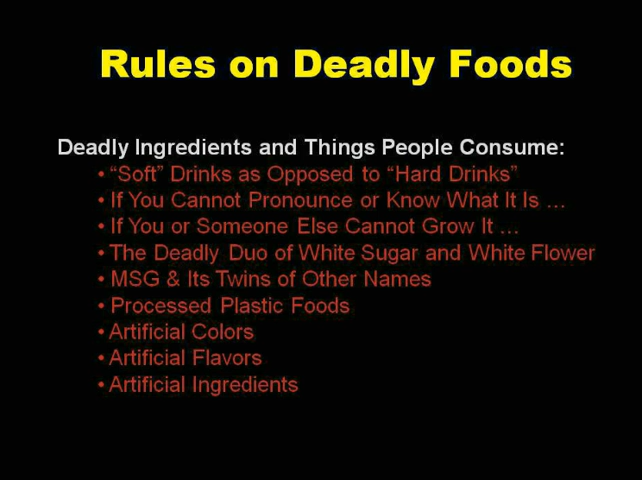 Rules on Deadly Foods
Deadly Ingredients and Things People Consume:
• “Soft” Drinks as Opposed to “Hard Drinks”
• If You Cannot Pronounce or Know What It Is …
• If You or Someone Else Cannot Grow It …
• The Deadly Duo of White Sugar and White Flower
• MSG & Its Twins of Other Names
• Processed Plastic Foods
• Artificial Colors
• Artificial Flavors
• Artificial Ingredients